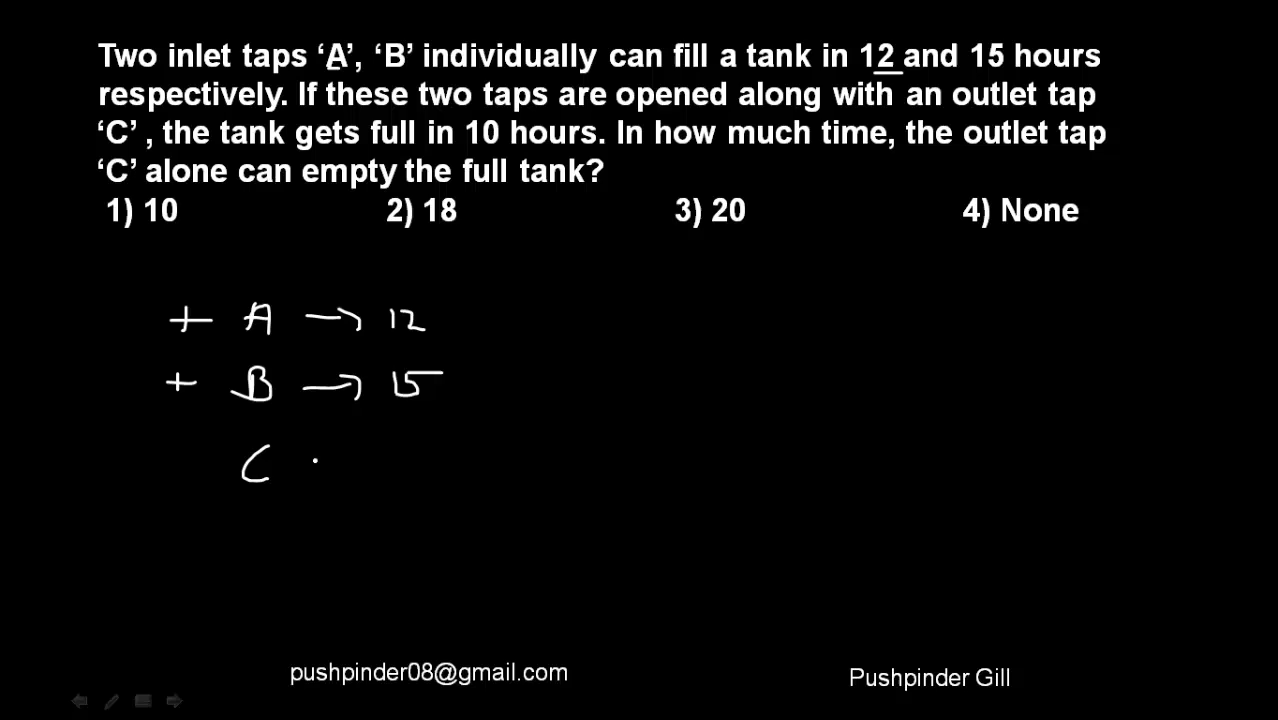 Two inlet taps ‘A’, ‘B’ individually can fill a tank in 12 and 15 hours
respectively. If these two taps are opened along with an outlet tap
‘C’ , the tank gets full in 10 hours. In how much time, the outlet tap
‘C’ alone can empty the full tank?
1) 10 2) 18 3) 20 4) None
+ A → 12
+ B → 15
C
pushpinder08@gmail.com Pushpinder Gill